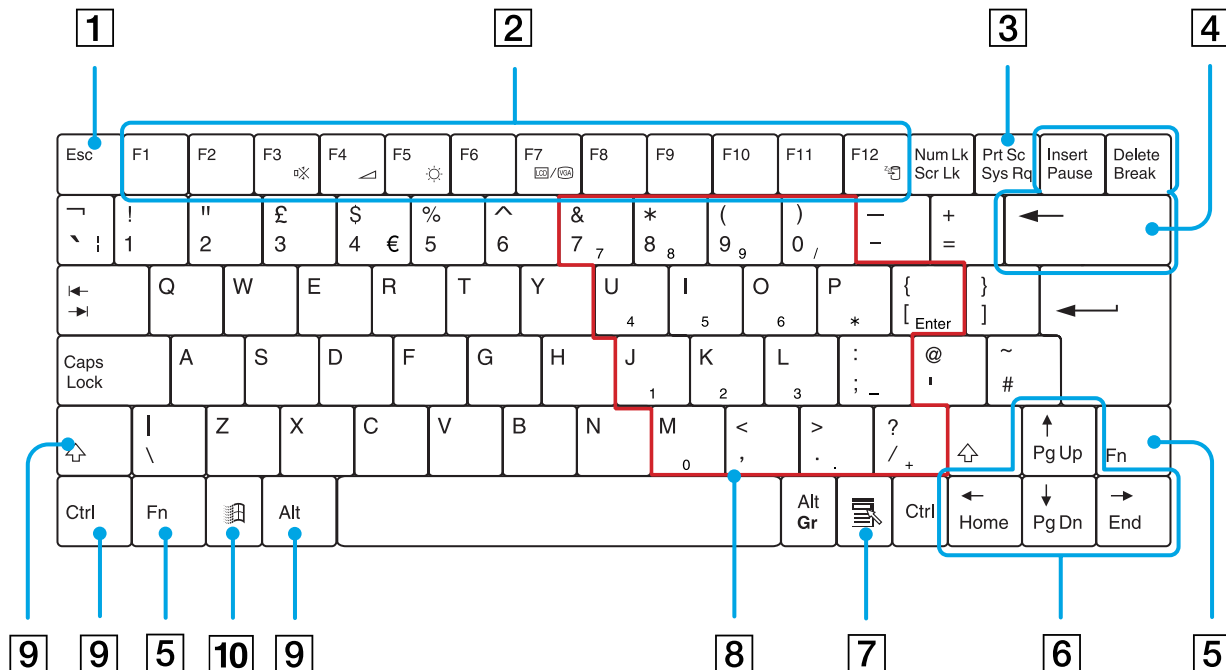 1 2 3 4
Esc F1 F2 F3 F4 F5 F6 F7 LCD/VGA F8 F9 F10 F11 F12 Z Num Lk Scr Lk Prt Sc Sys Rq Insert Pause Delete Break
¬ ` ¦ ! 1 " 2 £ 3 $ 4 € % 5 ^ 6 & 7 7 * 8 8 ( 9 9 ) 0 / — - + =
Q W E R T Y U 4 I 5 O 6 P * { [ Enter } ]
Caps Lock A S D F G H J 1 K 2 L 3 : ; - @ ' ~ #
| \ Z X C V B N M 0 < , > . . ? / + Pg Up Fn
Ctrl Fn Alt Alt Gr Ctrl Home Pg Dn End
9 9 5 10 9 8 7 6 5